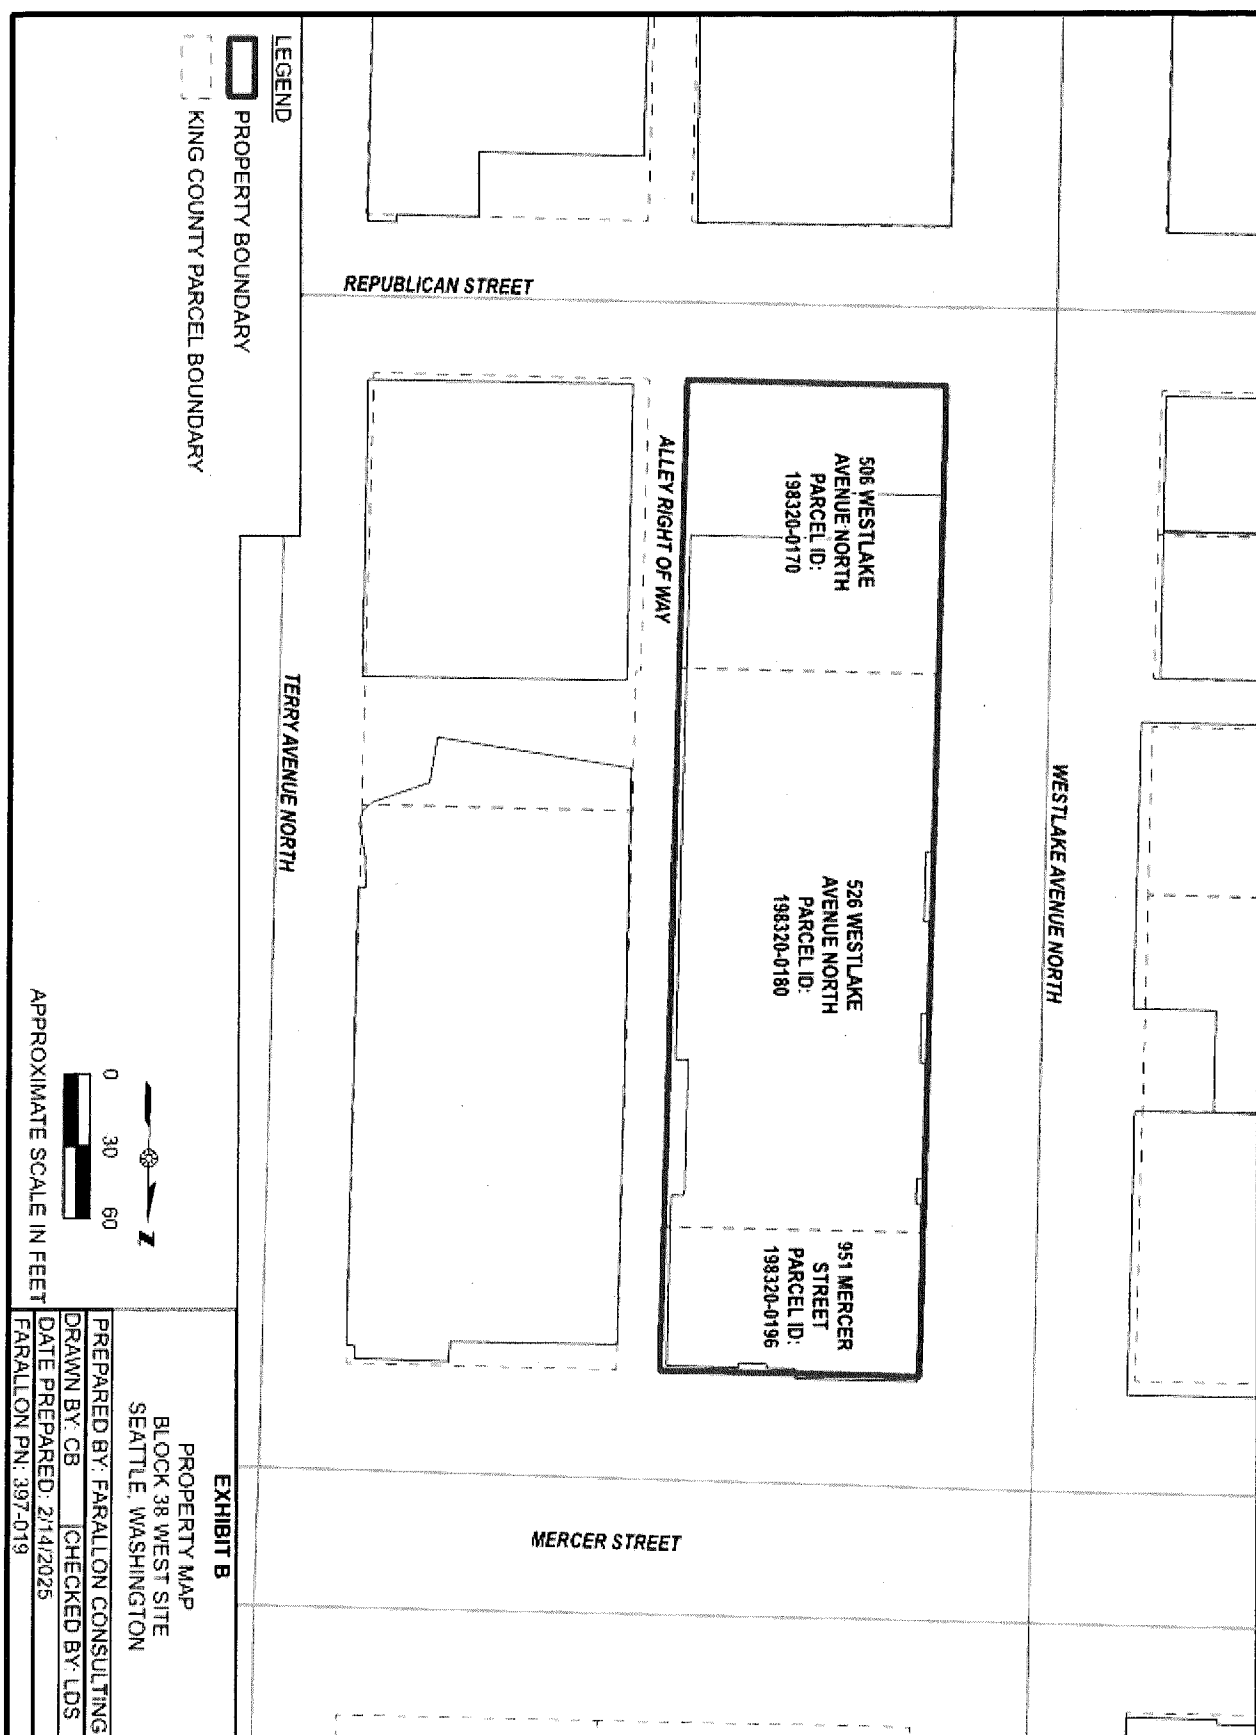 REPUBLICAN STREET
506 WESTLAKE
AVENUE NORTH
PARCEL ID:
198320-0170
ALLEY RIGHT OF WAY
526 WESTLAKE
AVENUE NORTH
PARCEL ID:
198320-0180
WESTLAKE AVENUE NORTH
TERRY AVENUE NORTH
951 MERCER
STREET
PARCEL ID:
198320-0196
MERCER STREET
LEGEND
PROPERTY BOUNDARY
KING COUNTY PARCEL BOUNDARY
N
0 30 60
APPROXIMATE SCALE IN FEET
EXHIBIT B
PROPERTY MAP
BLOCK 38 WEST SITE
SEATTLE, WASHINGTON
PREPARED BY: FARALLON CONSULTING
DRAWN BY: CB CHECKED BY: LDS
DATE PREPARED: 2/14/2025
FARALLON PN: 397-019